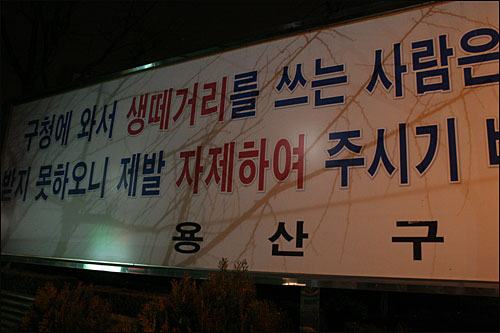 구청에 와서 생떼거리를 쓰는 사람은
받지 못하오니 제발 자제하여 주시기 바
용 산 구